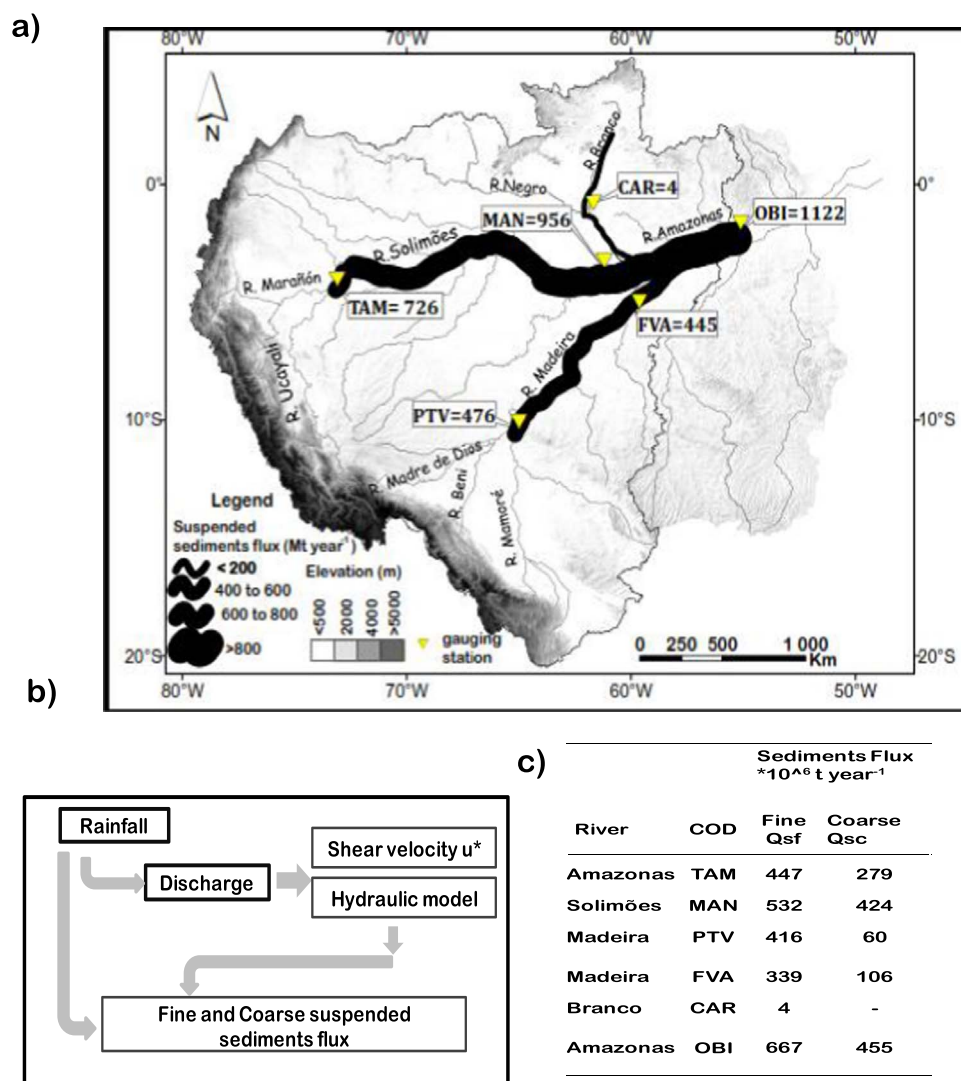 a)
80°W 70°W 60°W 50°W
N
0° 0°
R.Branco
R.Negro
CAR=4
MAN=956
R.Amazonas
OBI=1122
R.Solimões
R. Marañón
TAM= 726
FVA=445
R. Ucayali
R. Madeira
PTV=476
10°S 10°S
R. Madre de Dios
R. Beni
R. Mamoré
Legend
Suspended
sediments flux (Mt year⁻¹)
< 200
400 to 600
600 to 800
>800
Elevation (m)
<500
2000
4000
>5000
gauging
station
0 250 500 1 000
Km
20°S 20°S
80°W 70°W 60°W 50°W
b)
Rainfall
Discharge
Shear velocity u*
Hydraulic model
Fine and Coarse suspended
sediments flux
c)
Sediments Flux
*10^⁶ t year⁻¹
River COD Fine Coarse
Qsf Qsc
Amazonas TAM 447 279
Solimões MAN 532 424
Madeira PTV 416 60
Madeira FVA 339 106
Branco CAR 4 -
Amazonas OBI 667 455